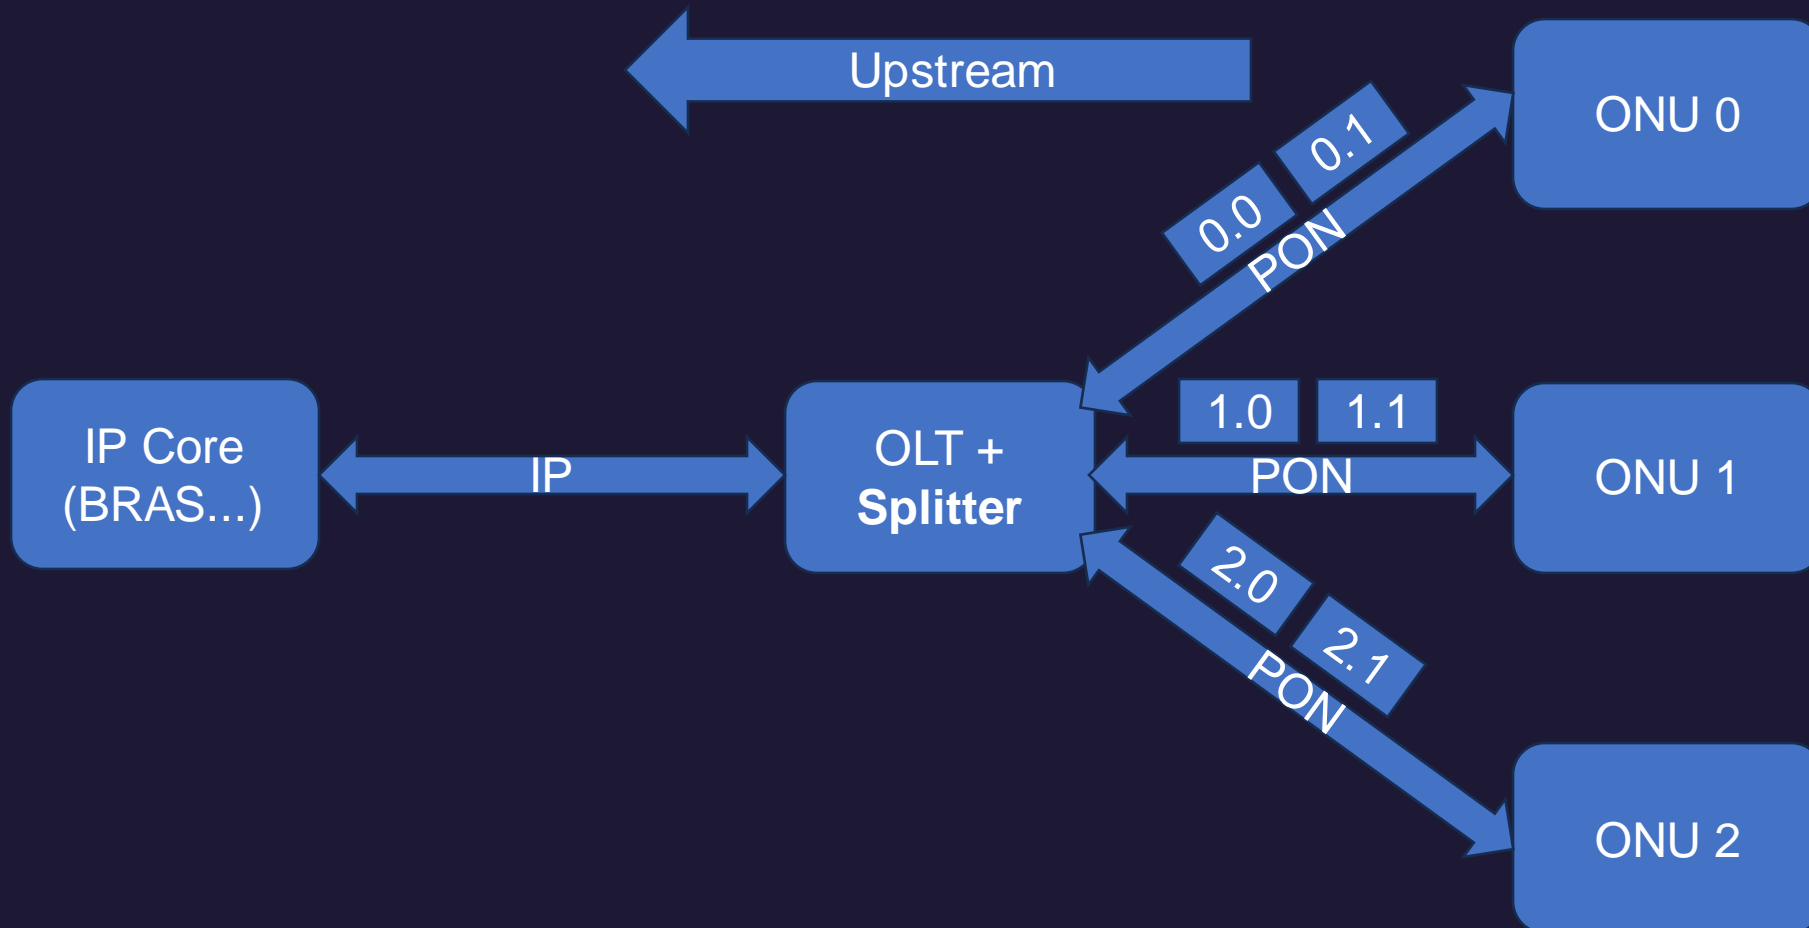 Upstream
ONU 0
0.0
0.1
PON
IP Core
(BRAS...)
IP
OLT +
Splitter
1.0
1.1
PON
ONU 1
2.0
2.1
PON
ONU 2